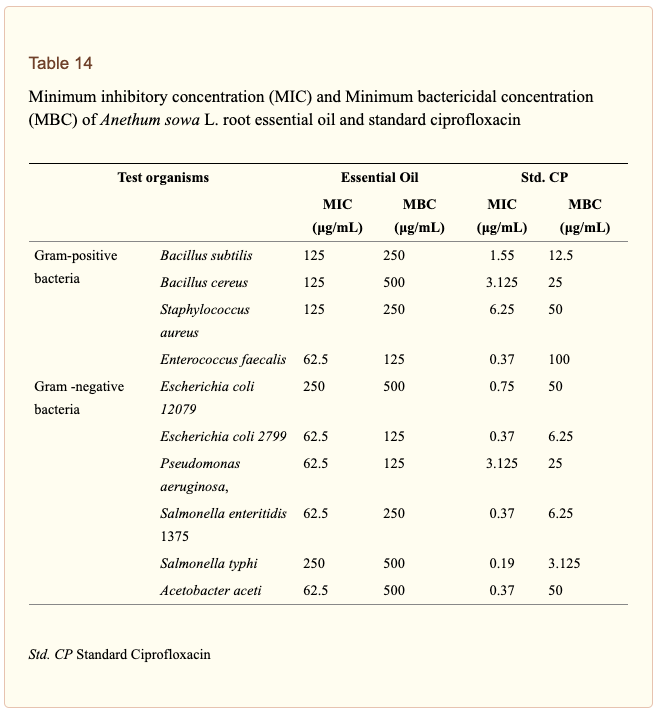 Table 14
Minimum inhibitory concentration (MIC) and Minimum bactericidal concentration
(MBC) of Anethum sowa L. root essential oil and standard ciprofloxacin
Test organisms Essential Oil Std. CP
MIC MBC MIC MBC
(μg/mL) (μg/mL) (μg/mL) (μg/mL)
Gram-positive Bacillus subtilis 125 250 1.55 12.5
bacteria Bacillus cereus 125 500 3.125 25
Staphylococcus 125 250 6.25 50
aureus
Enterococcus faecalis 62.5 125 0.37 100
Gram -negative Escherichia coli 250 500 0.75 50
bacteria 12079
Escherichia coli 2799 62.5 125 0.37 6.25
Pseudomonas 62.5 125 3.125 25
aeruginosa,
Salmonella enteritidis 62.5 250 0.37 6.25
1375
Salmonella typhi 250 500 0.19 3.125
Acetobacter aceti 62.5 500 0.37 50
Std. CP Standard Ciprofloxacin